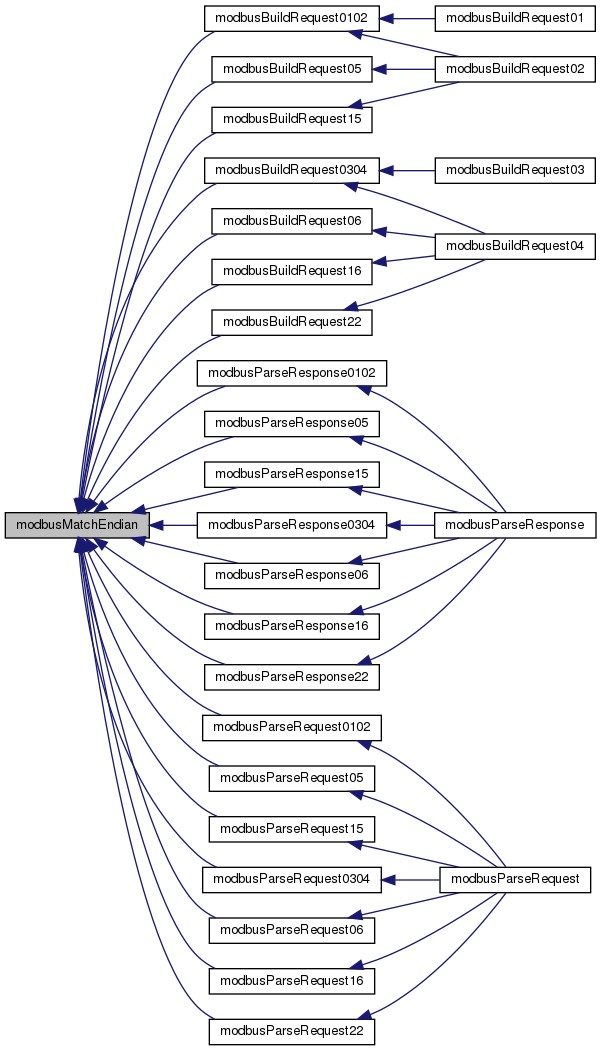 modbusBuildRequest0102
modbusBuildRequest01
modbusBuildRequest05
modbusBuildRequest02
modbusBuildRequest15
modbusBuildRequest0304
modbusBuildRequest03
modbusBuildRequest06
modbusBuildRequest04
modbusBuildRequest16
modbusBuildRequest22
modbusParseResponse0102
modbusParseResponse05
modbusParseResponse15
modbusMatchEndian
modbusParseResponse0304
modbusParseResponse
modbusParseResponse06
modbusParseResponse16
modbusParseResponse22
modbusParseRequest0102
modbusParseRequest05
modbusParseRequest15
modbusParseRequest0304
modbusParseRequest
modbusParseRequest06
modbusParseRequest16
modbusParseRequest22